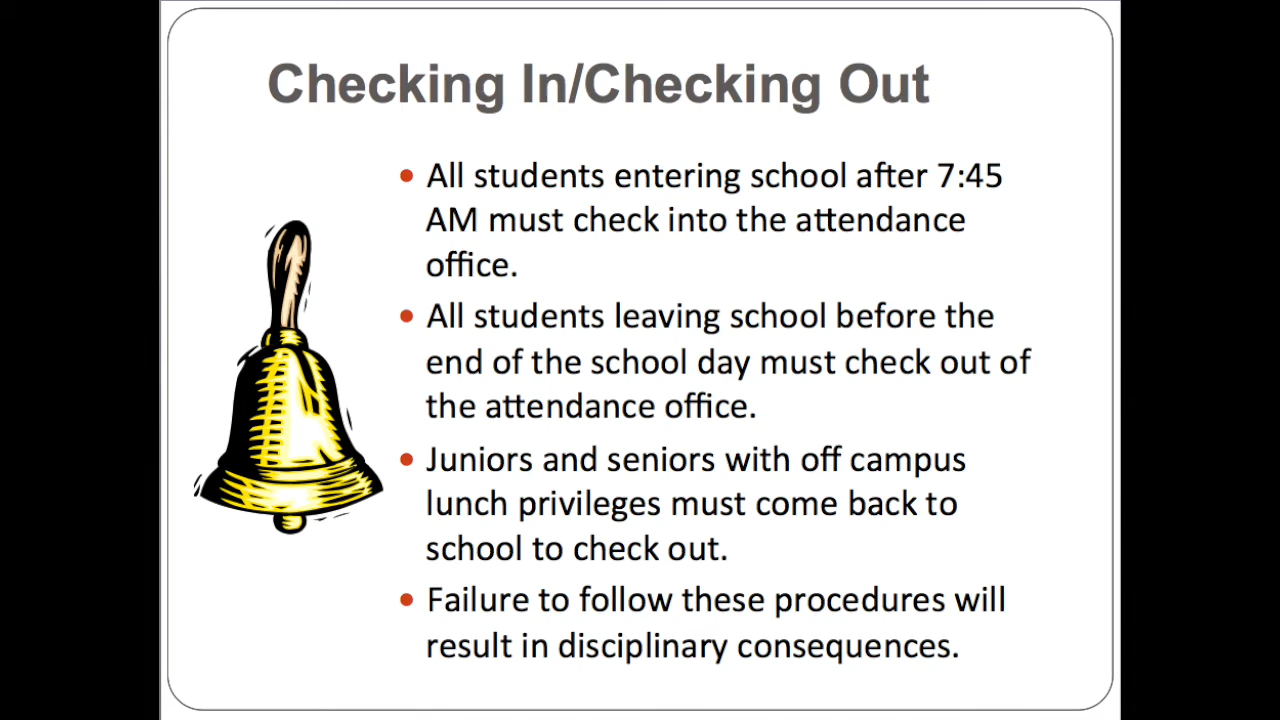 Checking In/Checking Out
• All students entering school after 7:45
AM must check into the attendance
office.
• All students leaving school before the
end of the school day must check out of
the attendance office.
• Juniors and seniors with off campus
lunch privileges must come back to
school to check out.
• Failure to follow these procedures will
result in disciplinary consequences.